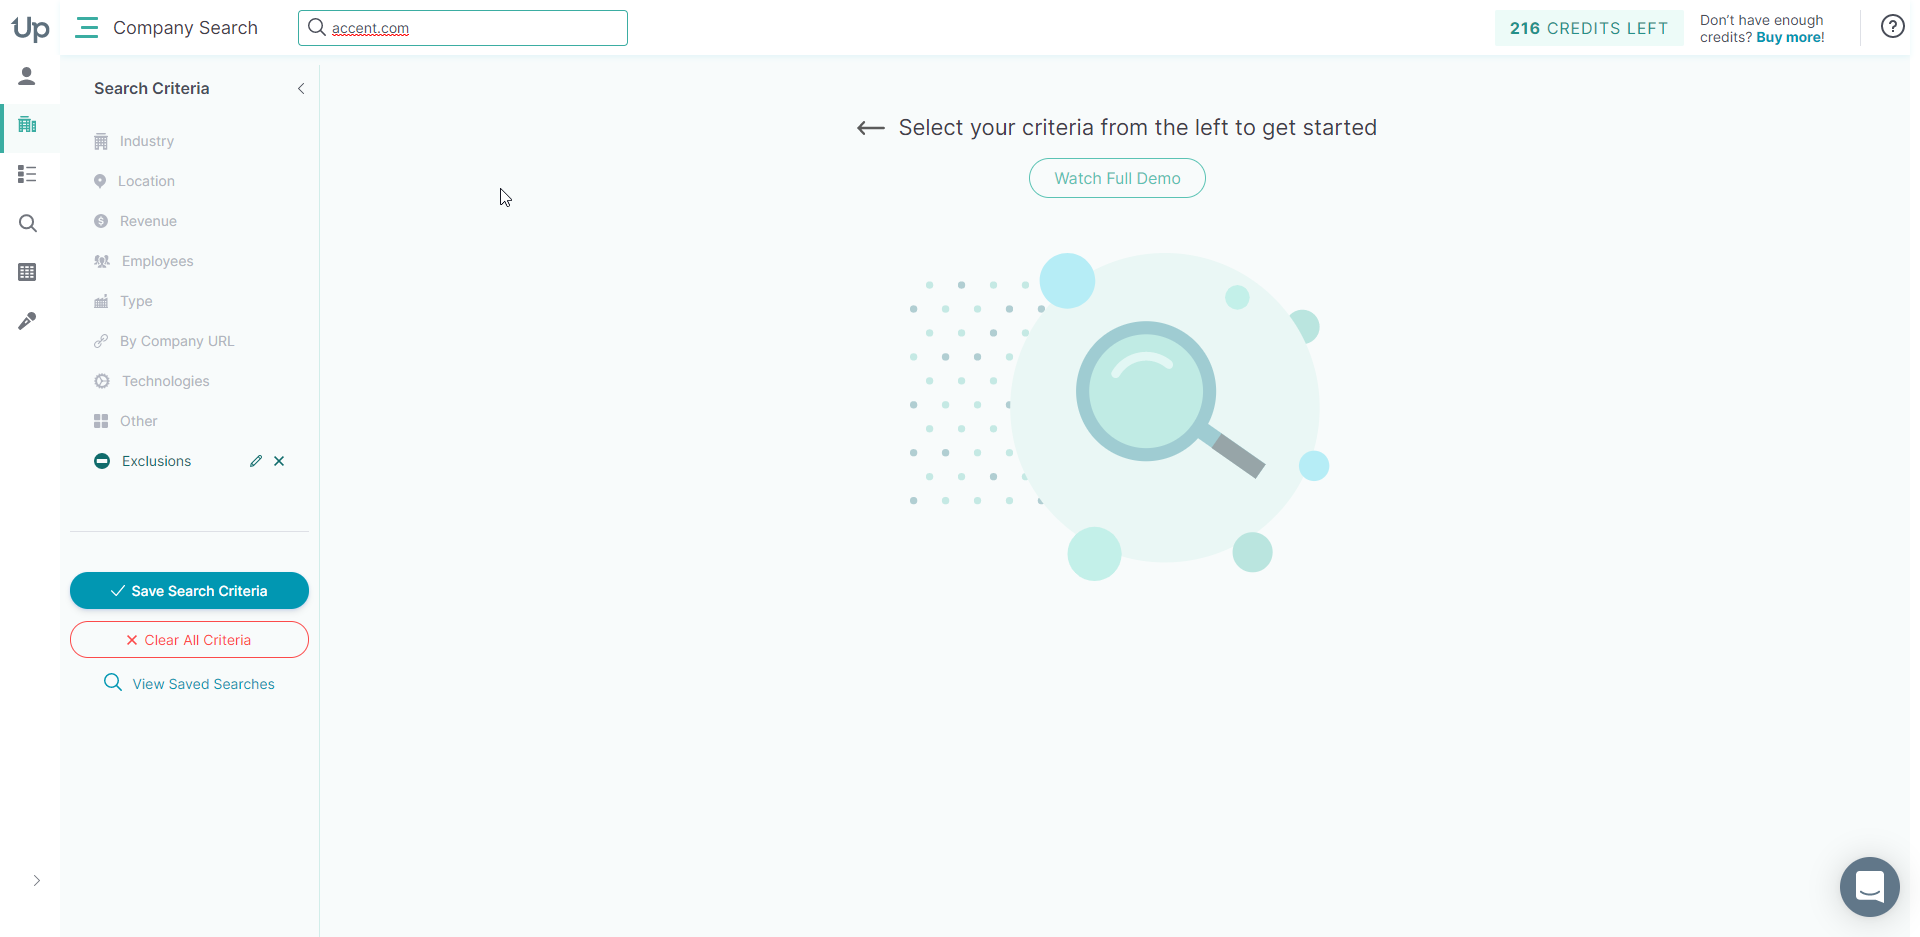 Up
Company Search
accent.com
216 CREDITS LEFT
Don't have enough
credits? Buy more!
?
Search Criteria
Industry
Location
Revenue
Employees
Type
By Company URL
Technologies
Other
Exclusions
Save Search Criteria
Clear All Criteria
View Saved Searches
Select your criteria from the left to get started
Watch Full Demo